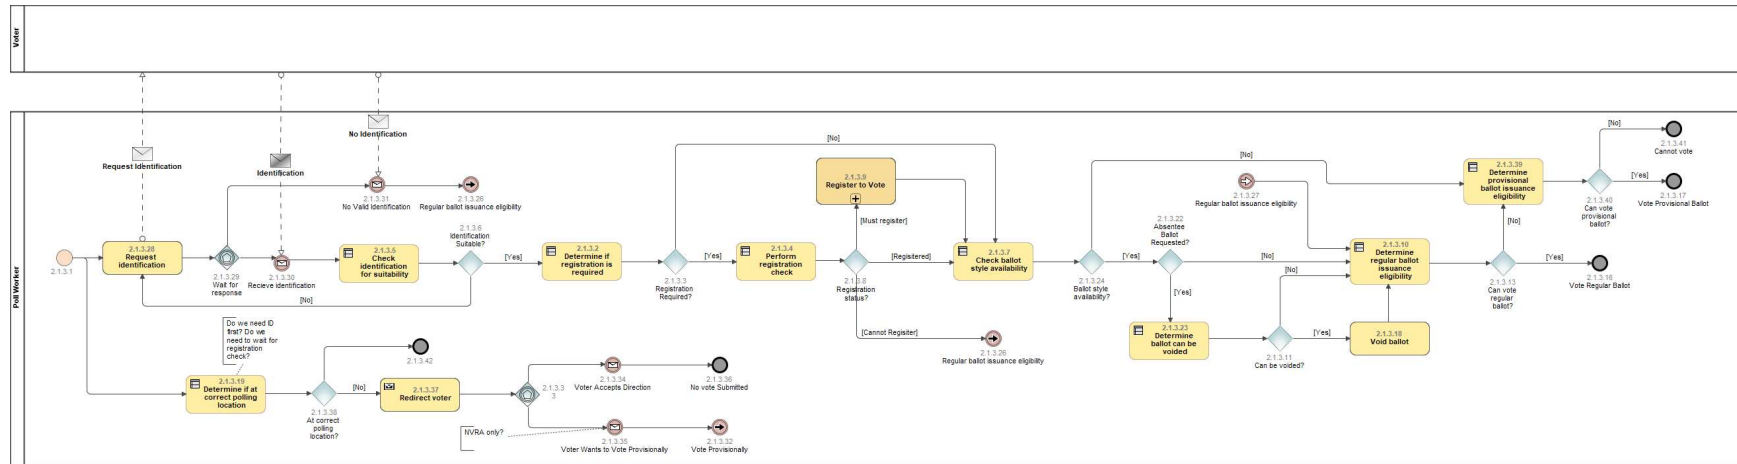 Voter
Poll Worker
Request Identification
Identification
No Identification
2.1.3.1
2.1.3.28
Request
identification
2.1.3.29
Wait for
response
2.1.3.30
Recieve identification
2.1.3.31
No Valid Identification
2.1.3.26
Regular ballot issuance eligibility
2.1.3.5
Check
identification
for suitability
2.1.3.6
Identification
Suitable?
[Yes]
[No]
2.1.3.2
Determine if
registration is
required
2.1.3.3
Registration
Required?
[No]
[Yes]
2.1.3.4
Perform
registration
check
2.1.3.8
Registration
status?
[Must regisiter]
[Registered]
[Cannot Regisiter]
2.1.3.9
Register to Vote
2.1.3.26
Regular ballot issuance eligibility
2.1.3.7
Check ballot
style availability
2.1.3.24
Ballot style
availability?
[No]
[Yes]
2.1.3.22
Absentee
Ballot
Requested?
[No]
[Yes]
2.1.3.27
Regular ballot issuance eligibility
2.1.3.23
Determine
ballot can be
voided
2.1.3.11
Can be voided?
[No]
[Yes]
2.1.3.18
Void ballot
2.1.3.10
Determine
regular ballot
issuance
eligibility
2.1.3.13
Can vote
regular
ballot?
[No]
[Yes]
2.1.3.16
Vote Regular Ballot
2.1.3.39
Determine
provisional
ballot issuance
eligibility
2.1.3.40
Can vote
provisional
ballot?
[No]
2.1.3.41
Cannot vote
[Yes]
2.1.3.17
Vote Provisional Ballot
Do we need ID
first? Do we
need to wait for
registration
check?
2.1.3.19
Determine if at
correct polling
location
2.1.3.38
At correct
polling
location?
2.1.3.42
[No]
2.1.3.37
Redirect voter
2.1.3.3
3
2.1.3.34
Voter Accepts Direction
2.1.3.36
No vote Submitted
NVRA only?
2.1.3.35
Voter Wants to Vote Provisionally
2.1.3.32
Vote Provisionally